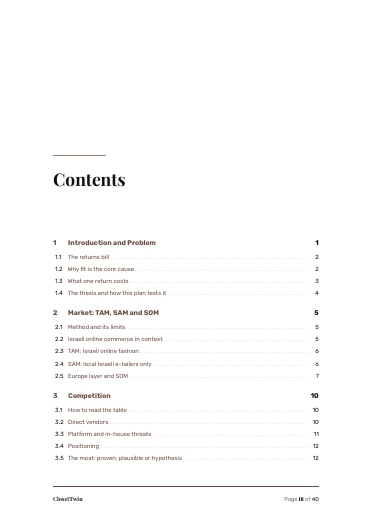 Contents
1 Introduction and Problem 1
1.1 The returns bill 2
1.2 Why fit is the core cause 2
1.3 What one return costs 3
1.4 The thesis and how this plan tests it 4
2 Market: TAM, SAM and SOM 5
2.1 Method and its limits 5
2.2 Israeli online commerce in context 5
2.3 TAM: Israeli online fashion 6
2.4 SAM: local Israeli e-tailers only 6
2.5 Europe layer and SOM 7
3 Competition 10
3.1 How to read the table 10
3.2 Direct vendors 10
3.3 Platform and in-house threats 11
3.4 Positioning 12
3.5 The moat: proven, plausible or hypothesis 12
ClosetTwin Page iii of 40